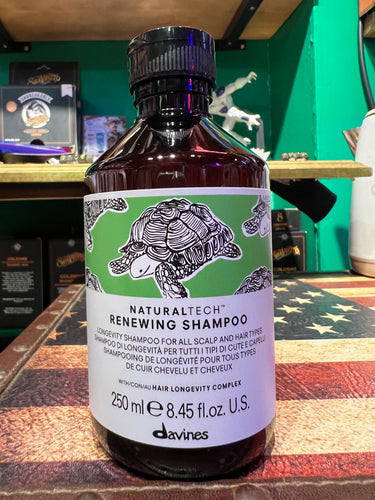 NATURALTECH™
RENEWING SHAMPOO
LONGEVITY SHAMPOO FOR ALL SCALP AND HAIR TYPES
SHAMPOO DI LONGEVITÀ PER TUTTI I TIPI DI CUTE E CAPELLI
SHAMPOOING DE LONGÉVITÉ POUR TOUS TYPES
DE CUIR CHEVELU ET CHEVEUX
WITH/CON/AU HAIR LONGEVITY COMPLEX
250 ml ℮ 8.45 fl. oz. U.S.
davines